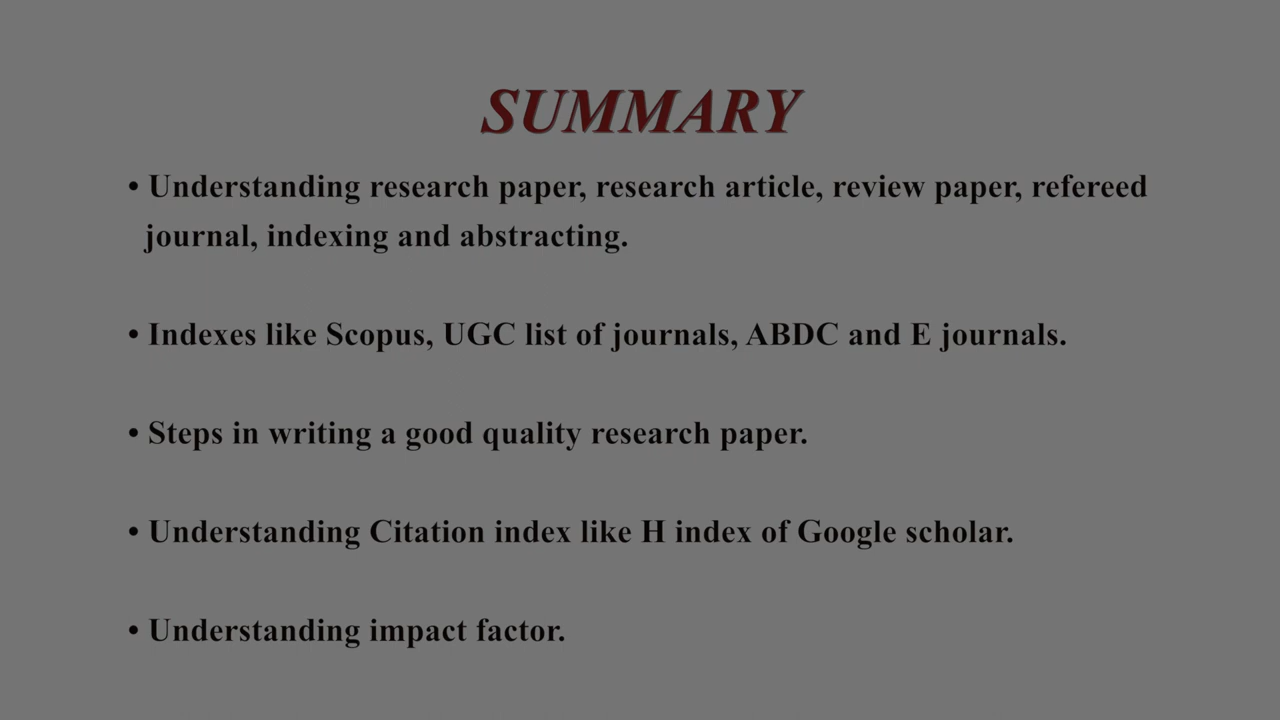 SUMMARY
• Understanding research paper, research article, review paper, refereed
journal, indexing and abstracting.
• Indexes like Scopus, UGC list of journals, ABDC and E journals.
• Steps in writing a good quality research paper.
• Understanding Citation index like H index of Google scholar.
• Understanding impact factor.